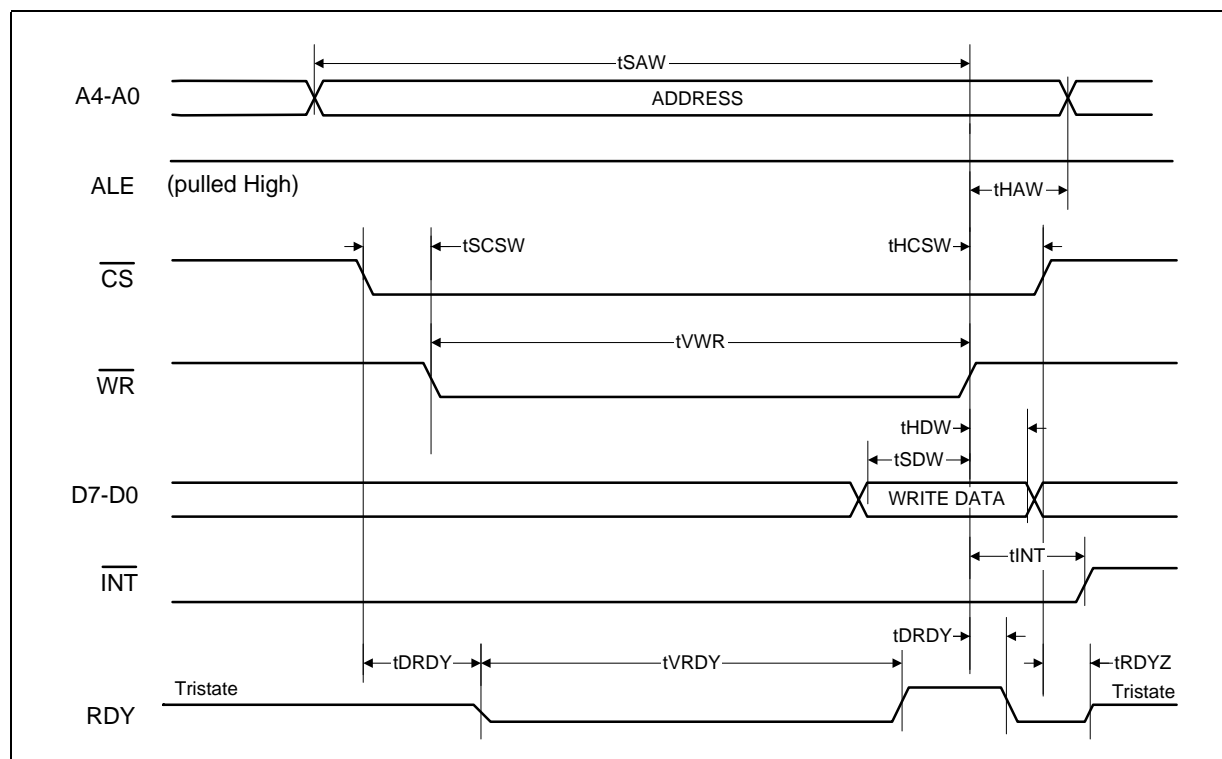 tSAW
A4-A0
ADDRESS
ALE
(pulled High)
tHAW
tSCSW
tHCSW
CS
tVWR
WR
tHDW
tSDW
D7-D0
WRITE DATA
tINT
INT
tDRDY
tDRDY
tVRDY
tRDYZ
Tristate
Tristate
RDY